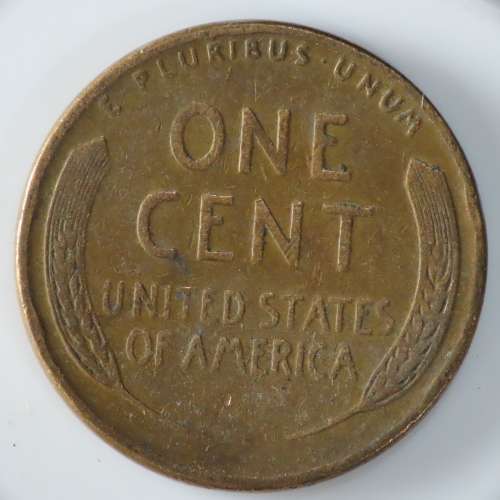 E PLURIBUS · UNUM
ONE
CENT
UNITED STATES
OF AMERICA